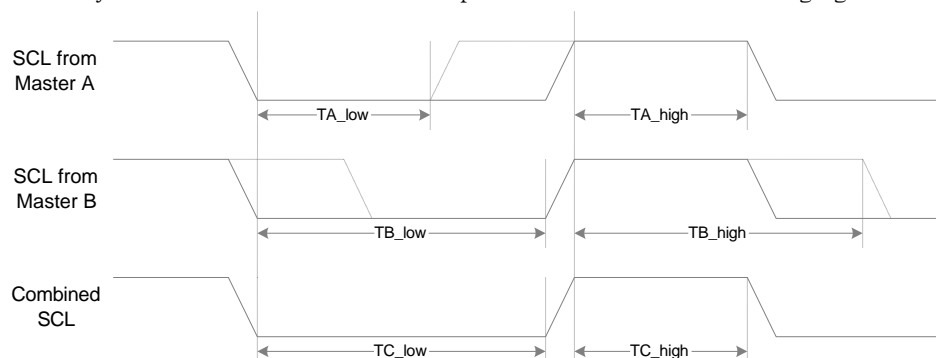 SCL from
Master A
TA_low
TA_high
SCL from
Master B
TB_low
TB_high
Combined
SCL
TC_low
TC_high